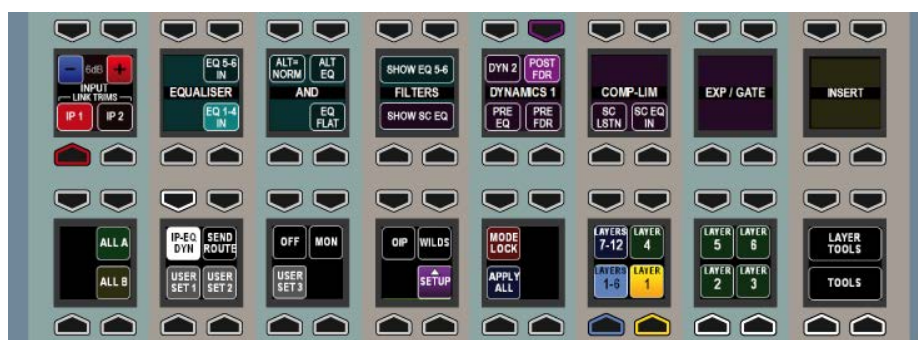 - 6dB +
INPUT
LINK TRIMS
IP 1 IP 2
EQ 5-6
IN
EQUALISER
EQ 1-4
IN
ALT=
NORM
ALT
EQ
AND
EQ
FLAT
SHOW EQ 5-6
FILTERS
SHOW SC EQ
DYN 2
POST
FDR
DYNAMICS 1
PRE
EQ
PRE
FDR
COMP-LIM
SC
LSTN
SC EQ
IN
EXP / GATE
INSERT
ALL A
ALL B
IP-EQ
DYN
SEND
ROUTE
USER
SET 1
USER
SET 2
OFF MON
USER
SET 3
OIP WILDS
SETUP
MODE
LOCK
APPLY
ALL
LAYERS
7-12
LAYER
4
LAYERS
1-6
LAYER
1
LAYER
5
LAYER
6
LAYER
2
LAYER
3
LAYER
TOOLS
TOOLS